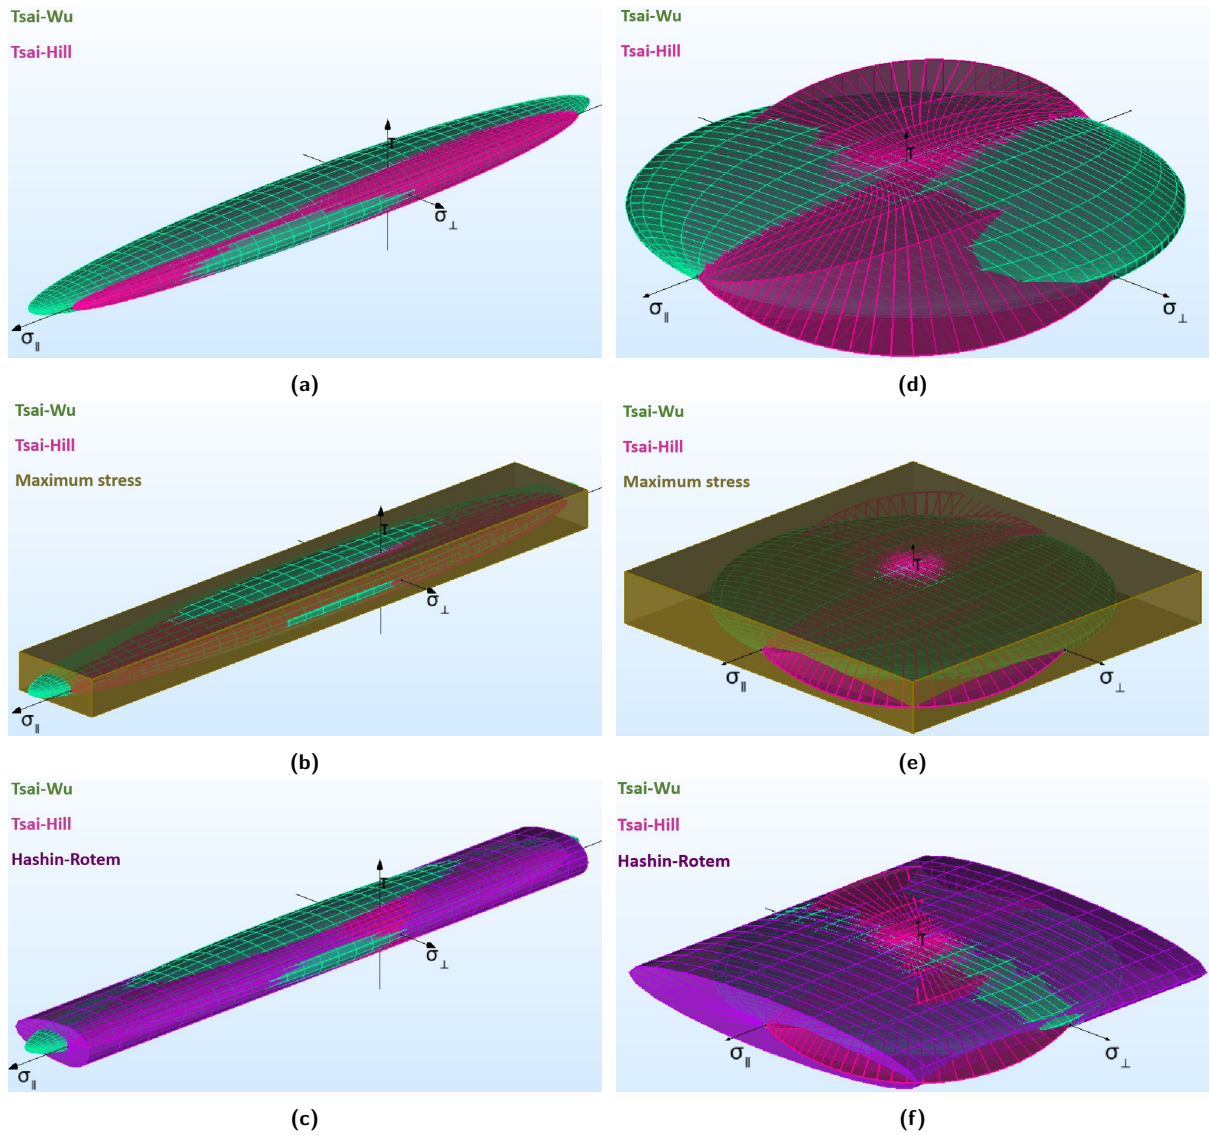 Tsai-Wu
Tsai-Hill
T
σ⊥
σ∥
(a)
Tsai-Wu
Tsai-Hill
T
σ∥
σ⊥
(d)
Tsai-Wu
Tsai-Hill
Maximum stress
T
σ⊥
σ∥
(b)
Tsai-Wu
Tsai-Hill
Maximum stress
T
σ∥
σ⊥
(e)
Tsai-Wu
Tsai-Hill
Hashin-Rotem
T
σ⊥
σ∥
(c)
Tsai-Wu
Tsai-Hill
Hashin-Rotem
T
σ∥
σ⊥
(f)